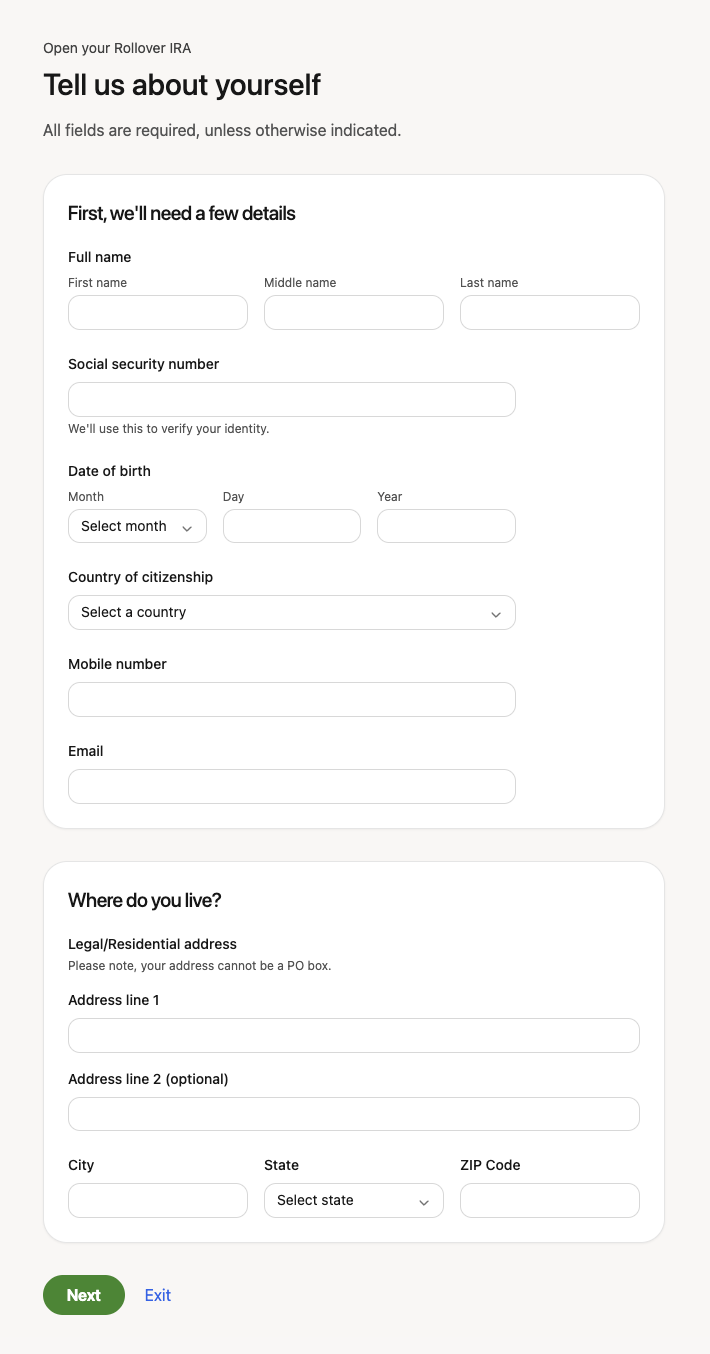 Open your Rollover IRA
Tell us about yourself
All fields are required, unless otherwise indicated.
First, we'll need a few details
Full name
First name Middle name Last name
Social security number
We'll use this to verify your identity.
Date of birth
Month Day Year
Select month
Country of citizenship
Select a country
Mobile number
Email
Where do you live?
Legal/Residential address
Please note, your address cannot be a PO box.
Address line 1
Address line 2 (optional)
City State ZIP Code
Select state
Next Exit